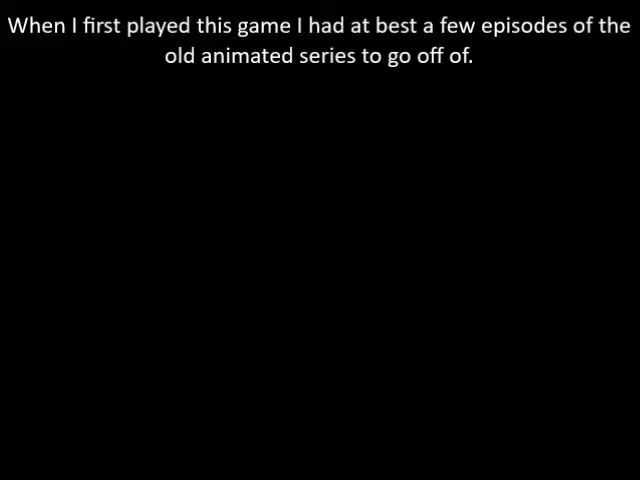 When I first played this game I had at best a few episodes of the
old animated series to go off of.